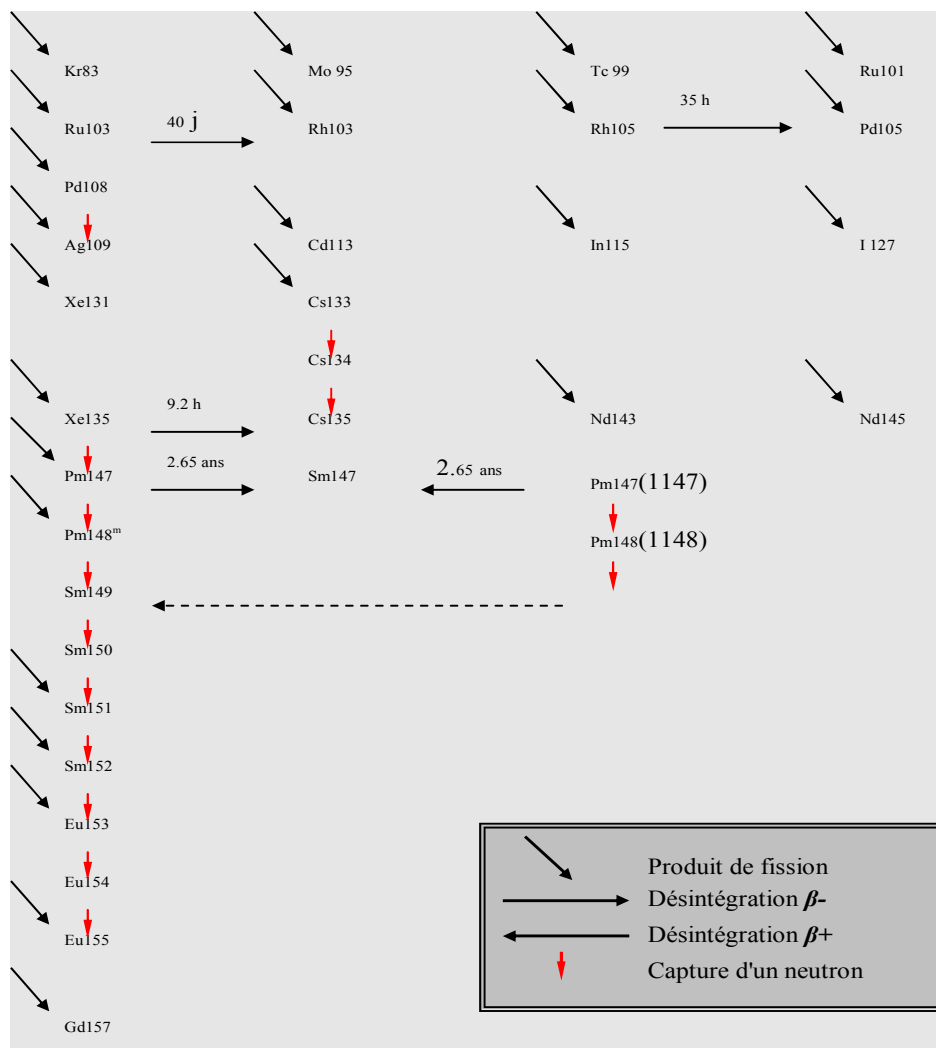 Kr83 Mo 95 Tc 99 Ru101
35 h
40 j
Ru103 Rh103 Rh105 Pd105
Pd108
Ag109 Cd113 In115 I 127
Xe131 Cs133
Cs134
9.2 h
Xe135 Cs135 Nd143 Nd145
2.65 ans 2.65 ans
Pm147 Sm147 Pm147(1147)
Pm148ᵐ Pm148(1148)
Sm149
Sm150
Sm151
Sm152
Eu153
Eu154
Eu155
Gd157
Produit de fission
Désintégration β-
Désintégration β+
Capture d'un neutron